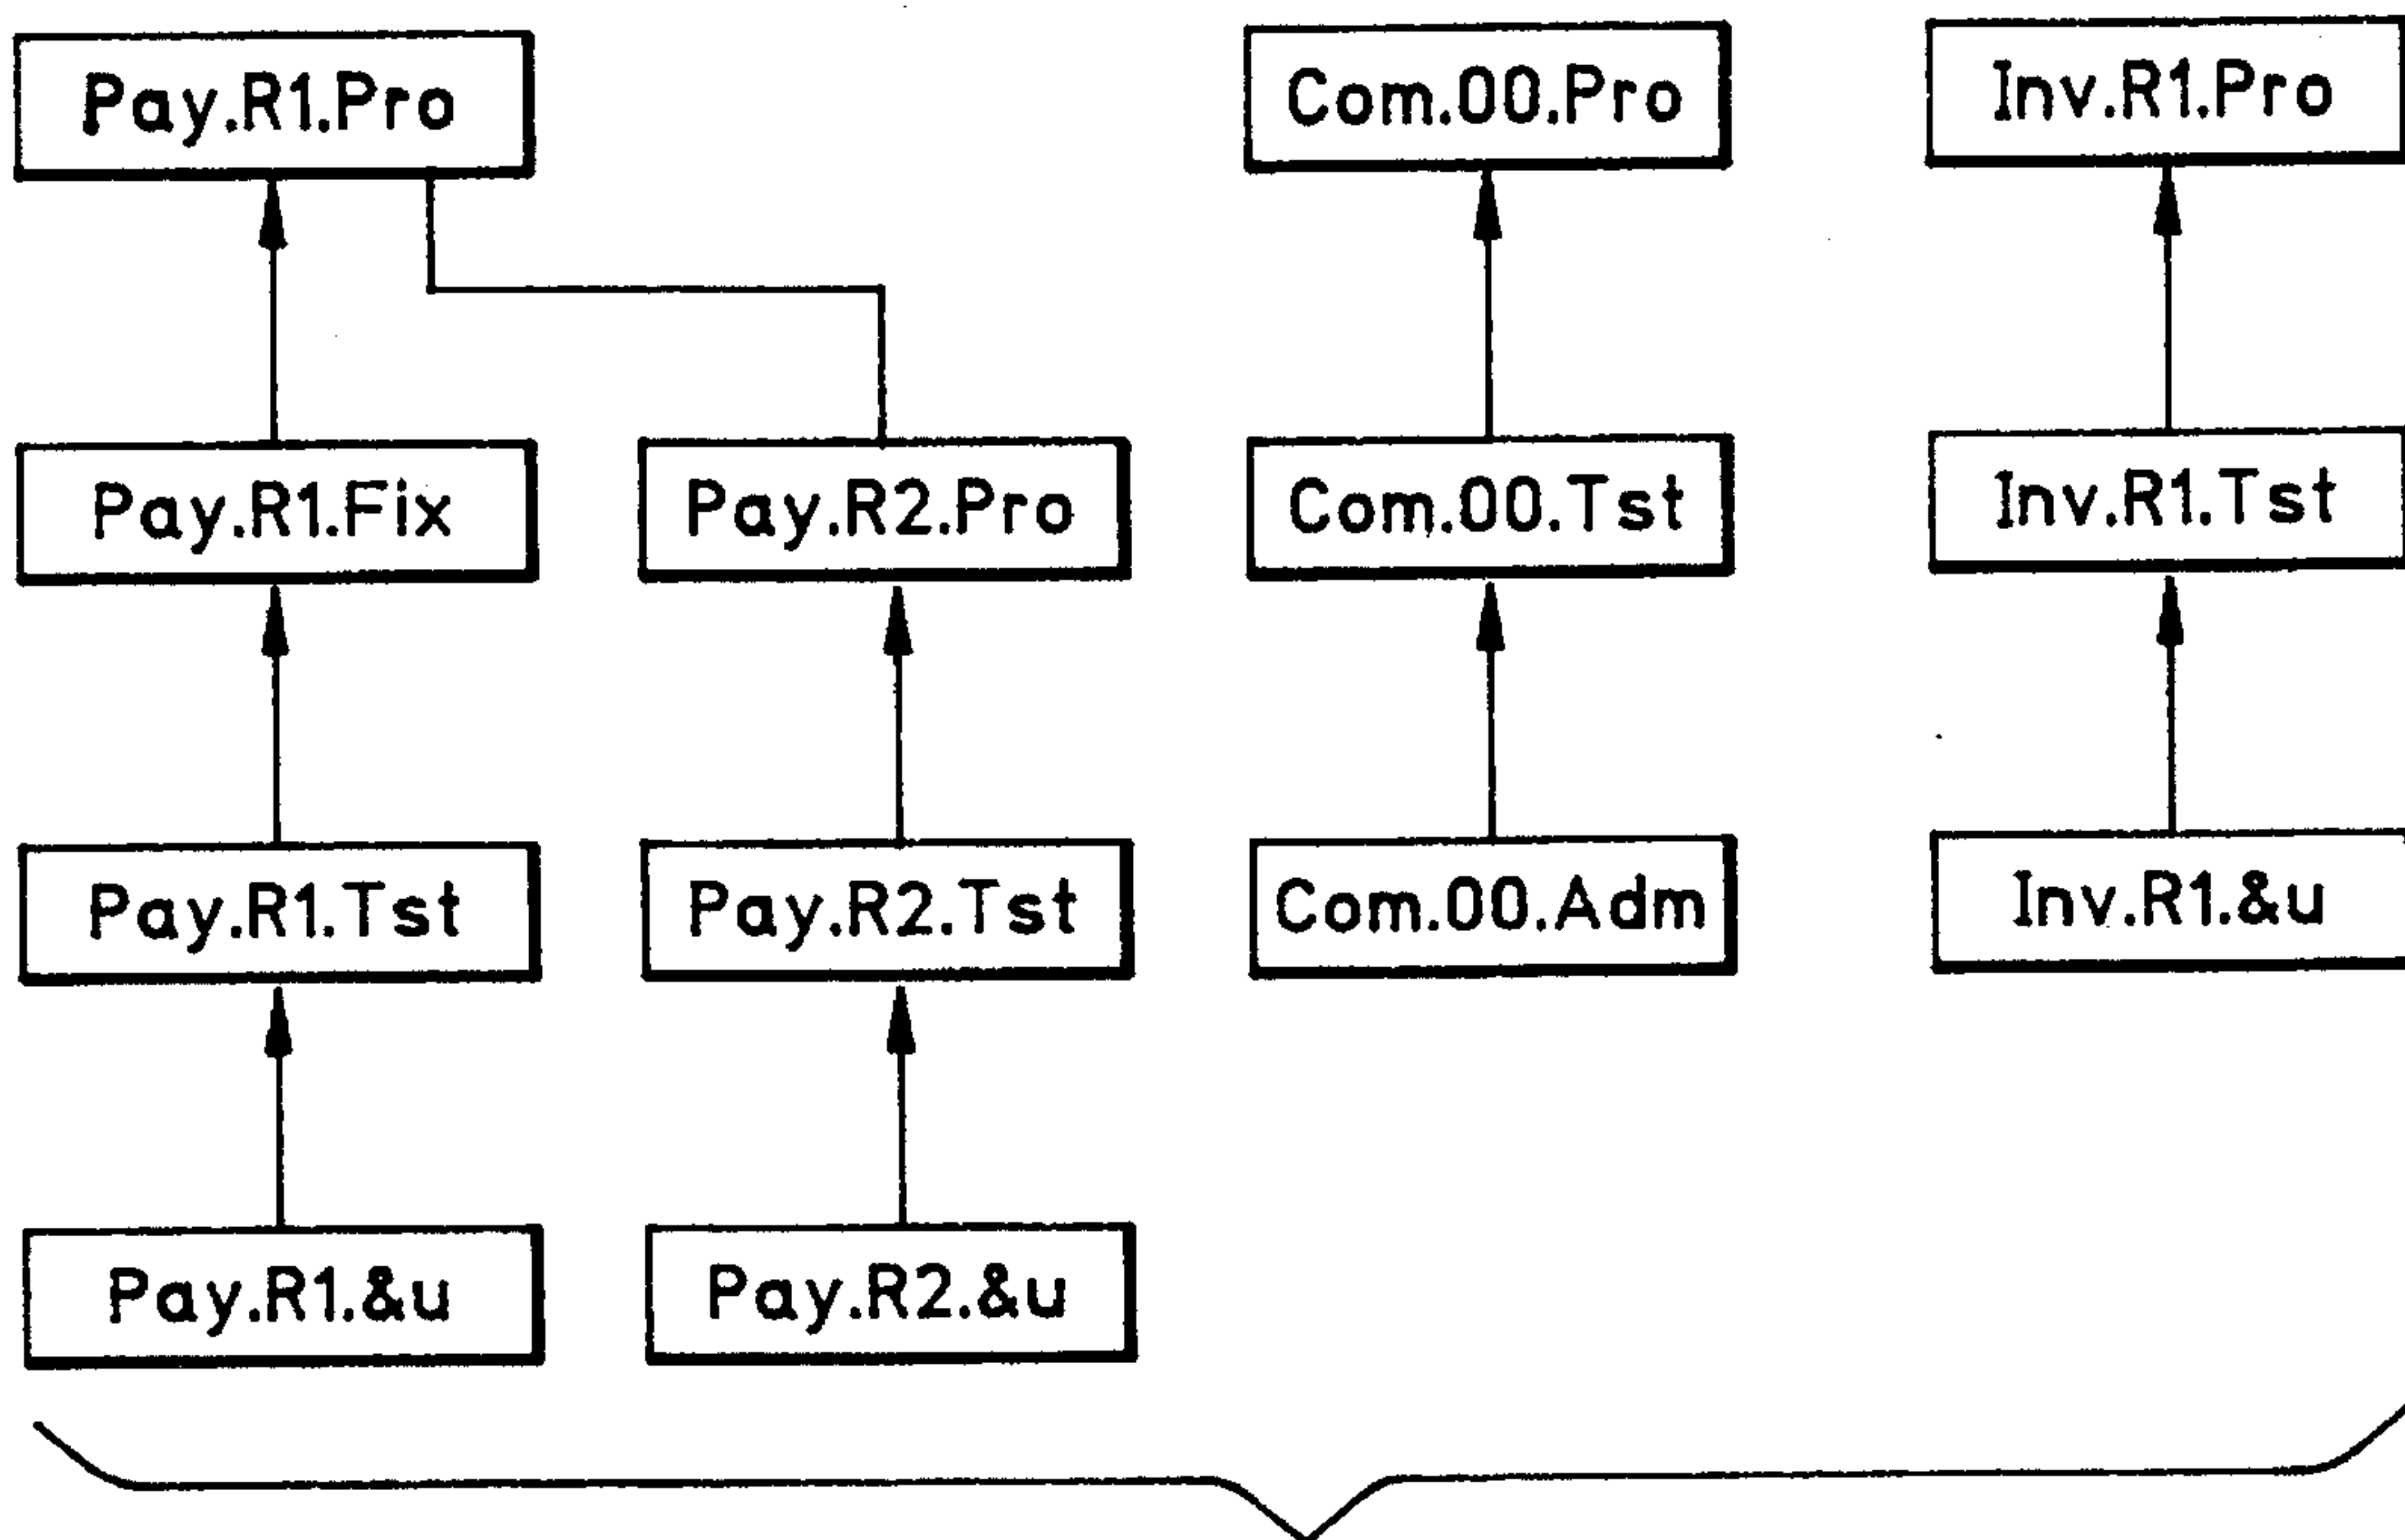 Pay.R1.Pro
Com.00.Pro
Inv.R1.Pro
Pay.R1.Fix
Pay.R2.Pro
Com.00.Tst
Inv.R1.Tst
Pay.R1.Tst
Pay.R2.Tst
Com.00.Adm
Inv.R1.&u
Pay.R1.&u
Pay.R2.&u